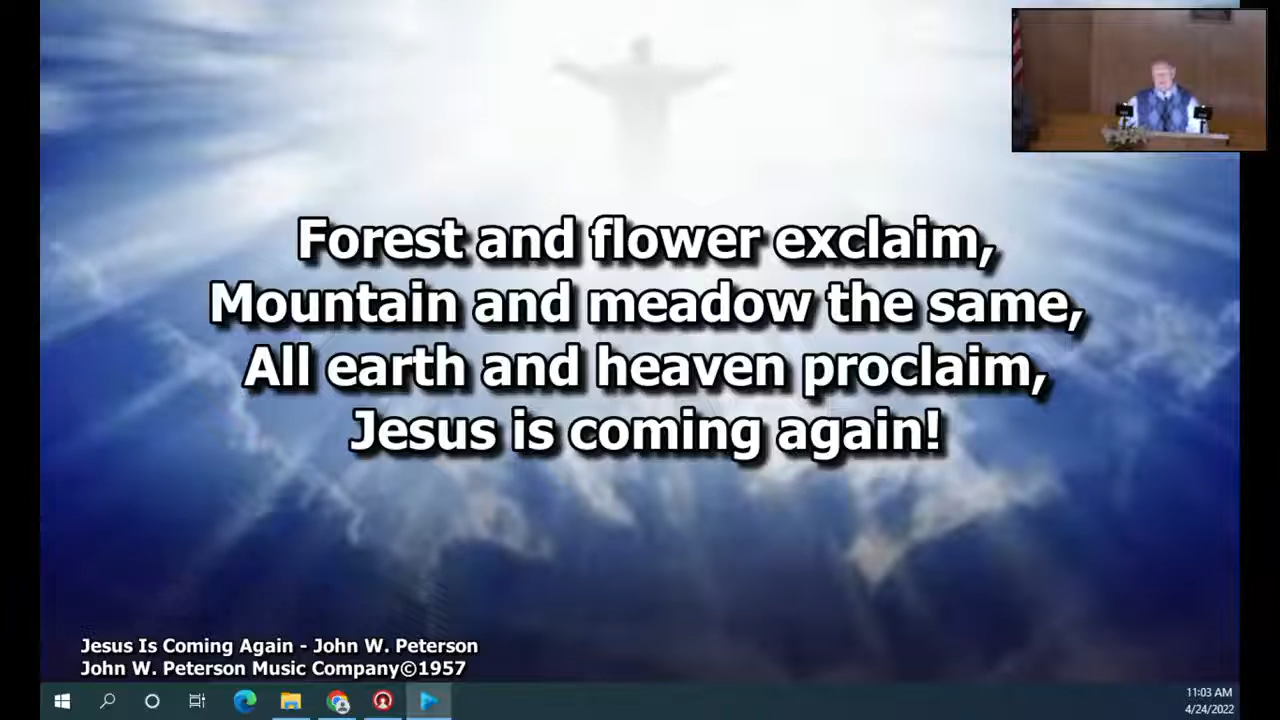 Forest and flower exclaim,
Mountain and meadow the same,
All earth and heaven proclaim,
Jesus is coming again!
Jesus Is Coming Again - John W. Peterson
John W. Peterson Music Company©1957
11:03 AM
4/24/2022